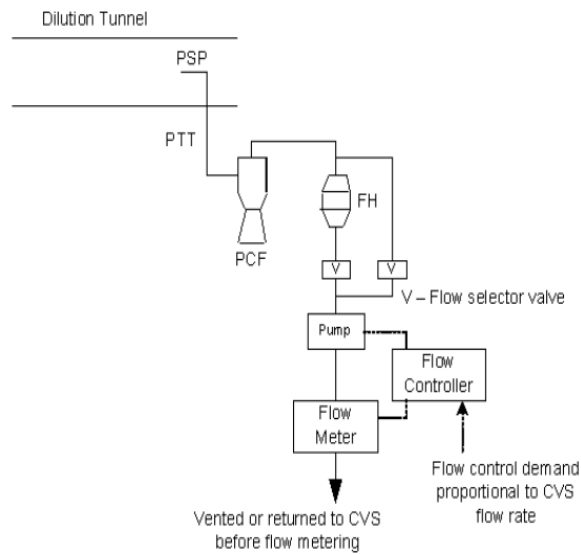 Dilution Tunnel
PSP
PTT
FH
PCF
V
V
V – Flow selector valve
Pump
Flow
Controller
Flow
Meter
Flow control demand
proportional to CVS
flow rate
Vented or returned to CVS
before flow metering